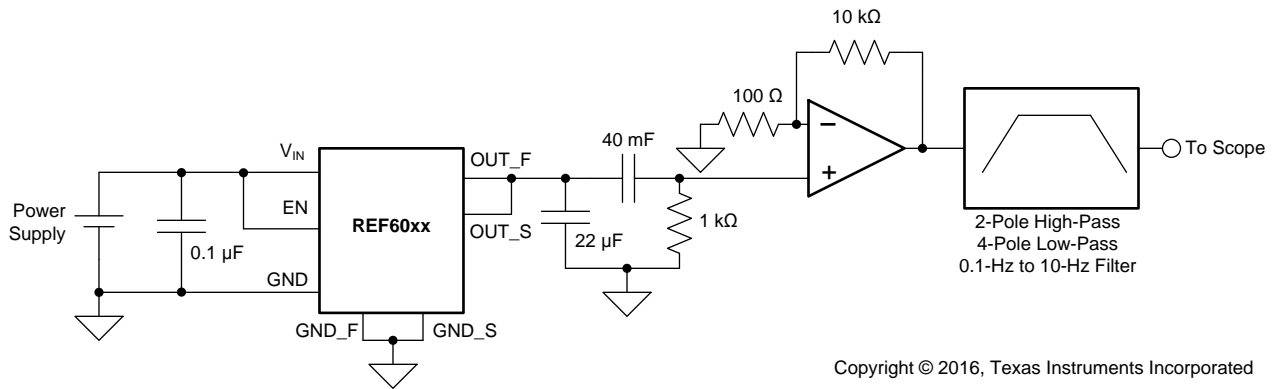 10 kΩ
100 Ω
40 mF
V_IN
OUT_F
To Scope
EN
REF60xx
Power
Supply
OUT_S
1 kΩ
0.1 µF
22 µF
2-Pole High-Pass
4-Pole Low-Pass
0.1-Hz to 10-Hz Filter
GND
GND_F
GND_S
−
+
Copyright © 2016, Texas Instruments Incorporated